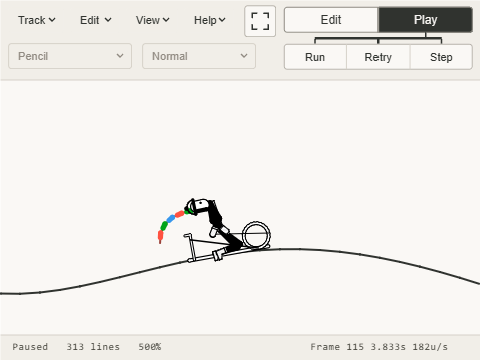 Track Edit View Help Edit Play
Pencil Normal Run Retry Step
Paused 313 lines 500% Frame 115 3.833s 182u/s